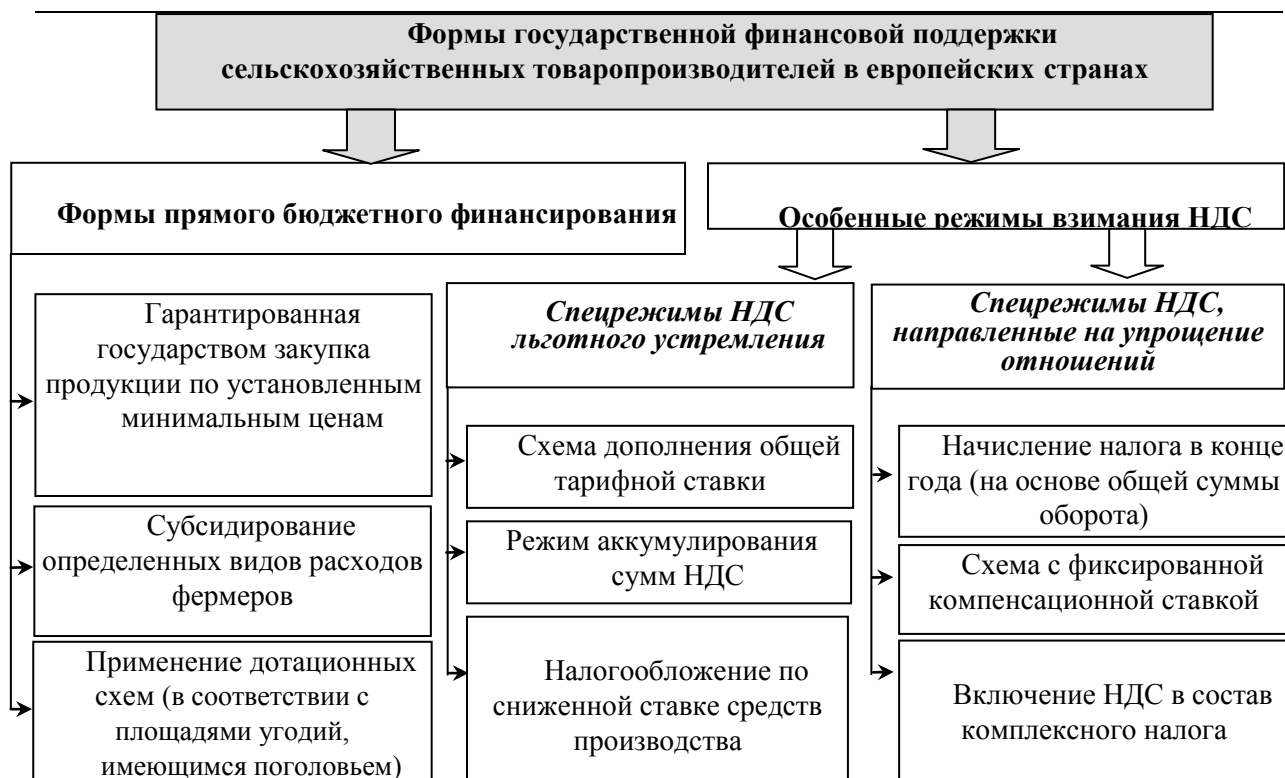 Формы государственной финансовой поддержки
сельскохозяйственных товаропроизводителей в европейских странах
Формы прямого бюджетного финансирования
Особенные режимы взимания НДС
Гарантированная
государством закупка
продукции по установленным
минимальным ценам
Субсидирование
определенных видов расходов
фермеров
Применение дотационных
схем (в соответствии с
площадями угодий,
имеющимся поголовьем)
Спецрежимы НДС
льготного устремления
Схема дополнения общей
тарифной ставки
Режим аккумулирования
сумм НДС
Налогообложение по
сниженной ставке средств
производства
Спецрежимы НДС,
направленные на упрощение
отношений
Начисление налога в конце
года (на основе общей суммы
оборота)
Схема с фиксированной
компенсационной ставкой
Включение НДС в состав
комплексного налога